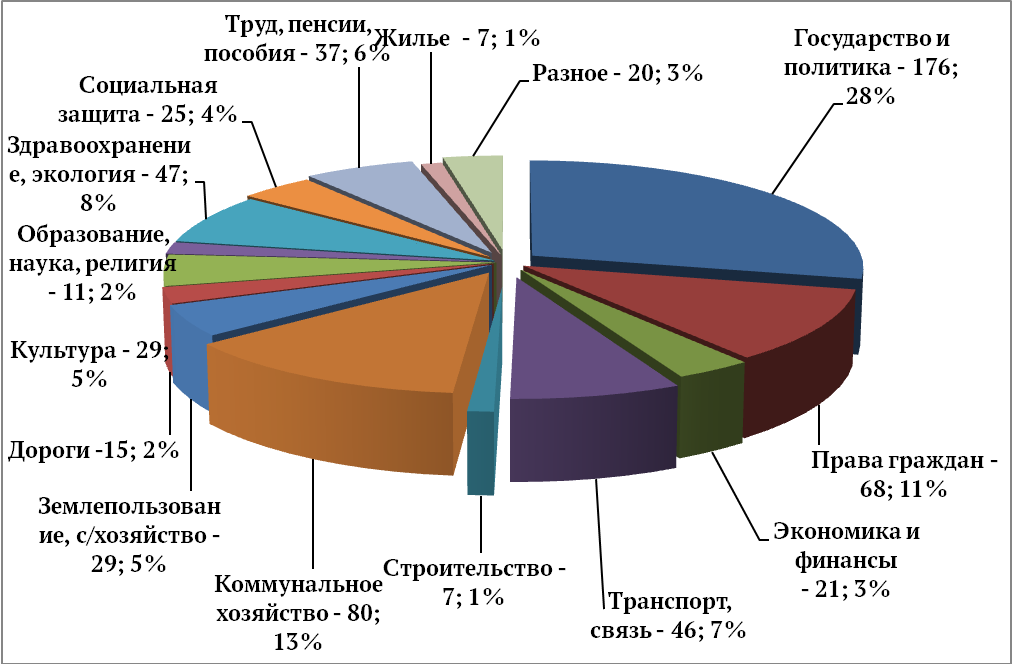 Труд, пенсии,
пособия - 37; 6%
Жилье - 7; 1%
Разное - 20; 3%
Государство и
политика - 176;
28%
Социальная
защита - 25; 4%
Здравоохранени
е, экология - 47;
8%
Образование,
наука, религия
- 11; 2%
Культура - 29;
5%
Дороги -15; 2%
Землепользован
ие, с/хозяйство -
29; 5%
Коммунальное
хозяйство - 80;
13%
Строительство -
7; 1%
Транспорт,
связь - 46; 7%
Экономика и
финансы
- 21; 3%
Права граждан -
68; 11%